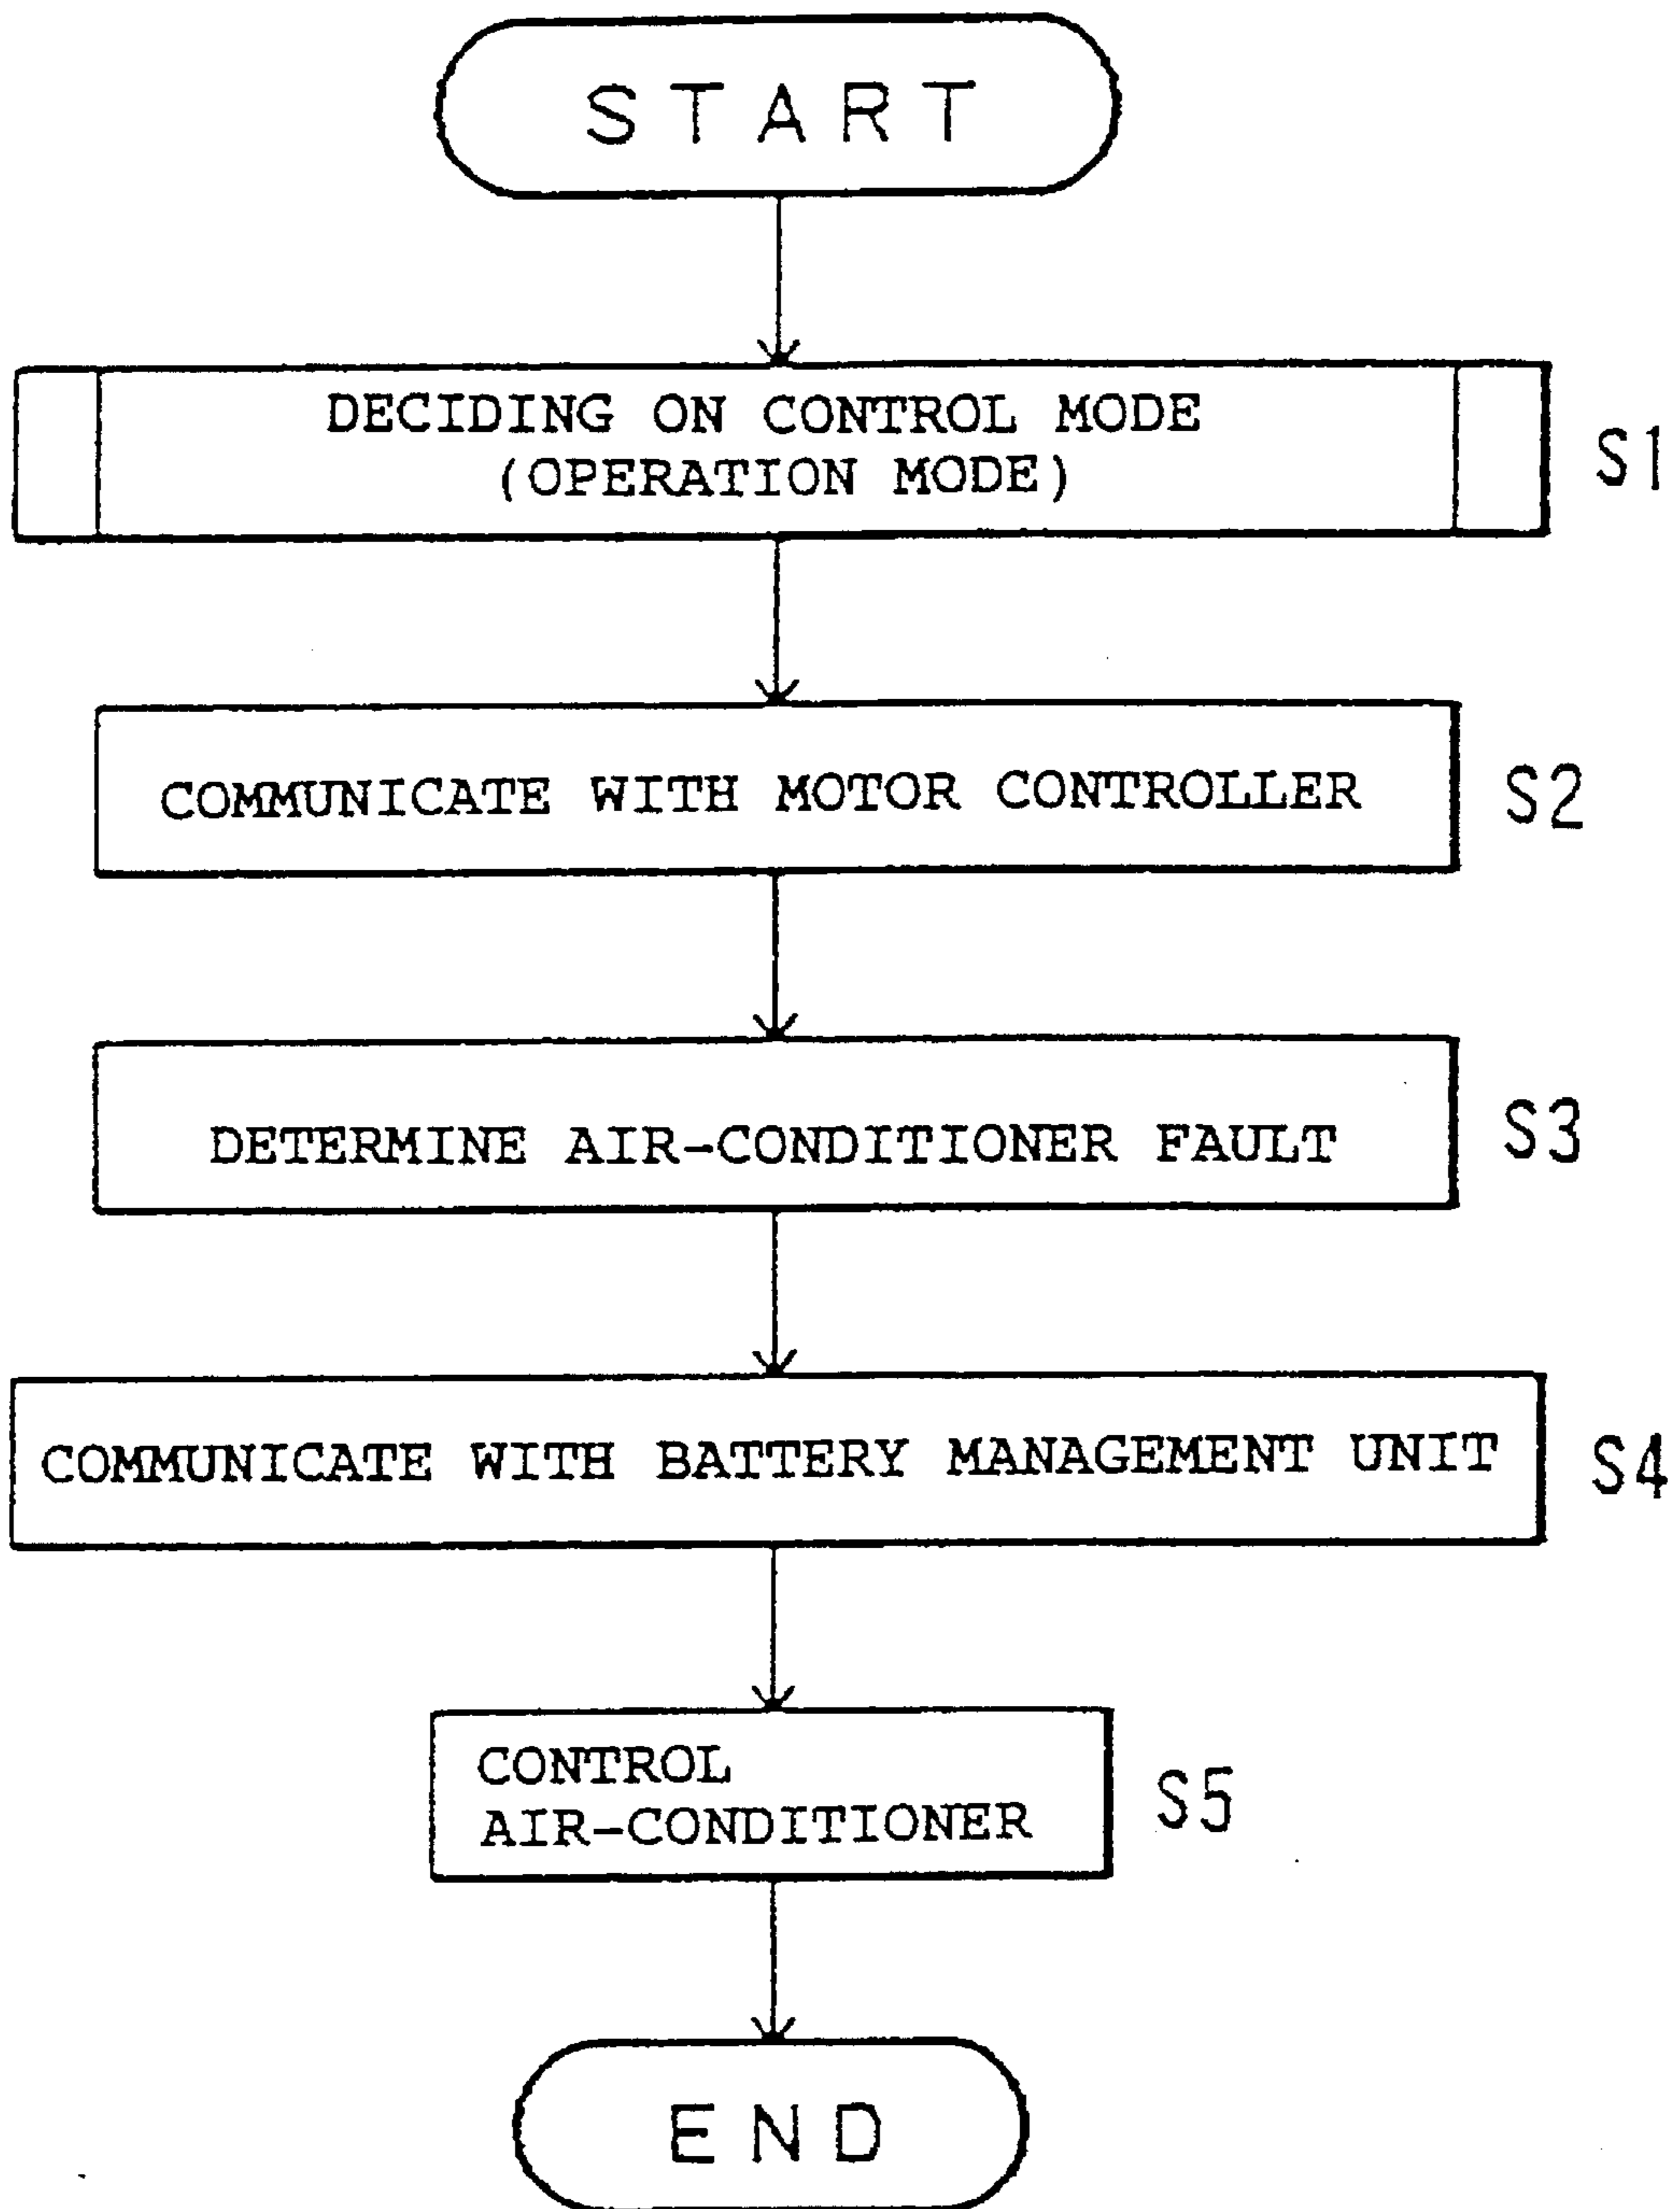 START
DECIDING ON CONTROL MODE
(OPERATION MODE)
S1
COMMUNICATE WITH MOTOR CONTROLLER
S2
DETERMINE AIR-CONDITIONER FAULT
S3
COMMUNICATE WITH BATTERY MANAGEMENT UNIT
S4
CONTROL
AIR-CONDITIONER
S5
END